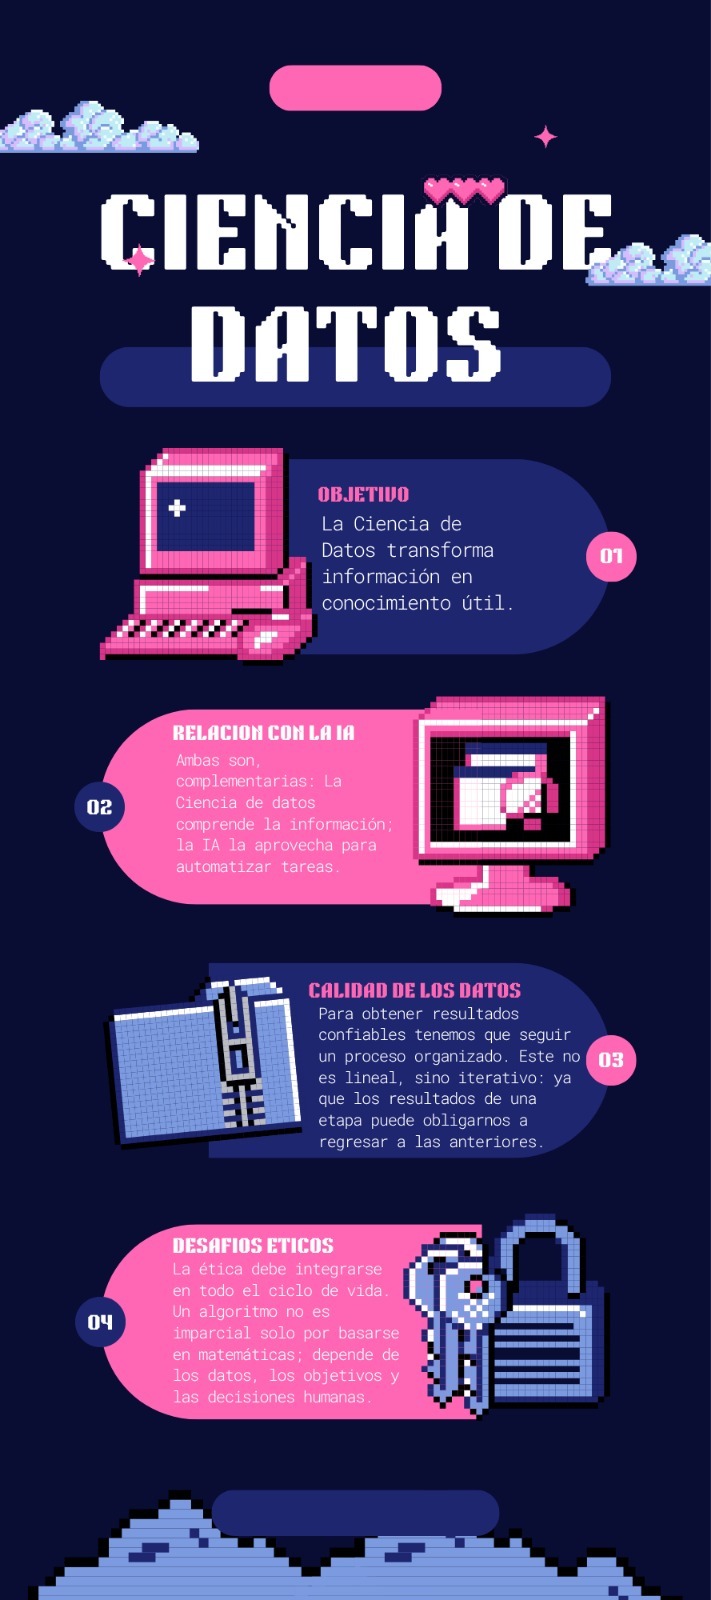 CIENCIA DE
DATOS
OBJETIVO
La Ciencia de
Datos transforma
información en
conocimiento útil.
01
RELACION CON LA IA
Ambas son,
complementarias: La
Ciencia de datos
comprende la información;
la IA la aprovecha para
automatizar tareas.
02
CALIDAD DE LOS DATOS
Para obtener resultados
confiables tenemos que seguir
un proceso organizado. Este no
es lineal, sino iterativo: ya
que los resultados de una
etapa puede obligarnos a
regresar a las anteriores.
03
DESAFIOS ETICOS
La ética debe integrarse
en todo el ciclo de vida.
Un algoritmo no es
imparcial solo por basarse
en matemáticas; depende de
los datos, los objetivos y
las decisiones humanas.
04